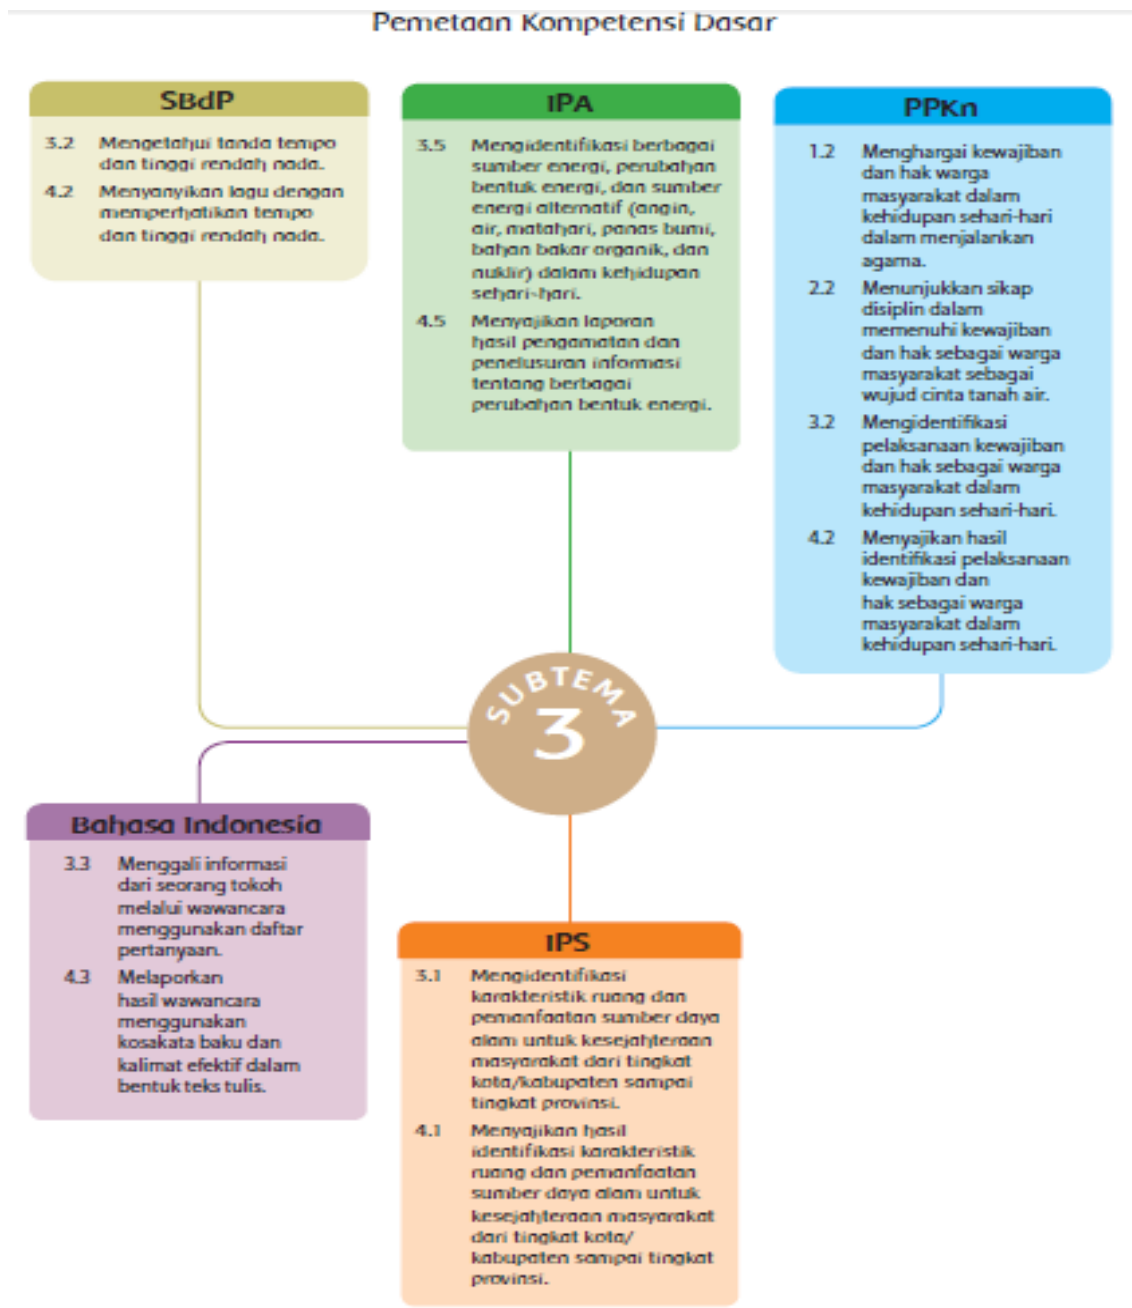 Pemetaan Kompetensi Dasar
SBdP
3.2 Mengetahui tanda tempo
dan tinggi rendah nada.
4.2 Menyanyikan lagu dengan
memperhatikan tempo
dan tinggi rendah nada.
IPA
3.5 Mengidentifikasi berbagai
sumber energi, perubahan
bentuk energi, dan sumber
energi alternatif (angin,
air, matahari, panas bumi,
bahan bakar organik, dan
nuklir) dalam kehidupan
sehari-hari.
4.5 Menyajikan laporan
hasil pengamatan dan
penelusuran informasi
tentang berbagai
perubahan bentuk energi.
PPKn
1.2 Menghargai kewajiban
dan hak warga
masyarakat dalam
kehidupan sehari-hari
dalam menjalankan
agama.
2.2 Menunjukkan sikap
disiplin dalam
memenuhi kewajiban
dan hak sebagai warga
masyarakat sebagai
wujud cinta tanah air.
3.2 Mengidentifikasi
pelaksanaan kewajiban
dan hak sebagai warga
masyarakat dalam
kehidupan sehari-hari.
4.2 Menyajikan hasil
identifikasi pelaksanaan
kewajiban dan
hak sebagai warga
masyarakat dalam
kehidupan sehari-hari.
SUBTEMA
3
Bahasa Indonesia
3.3 Menggali informasi
dari seorang tokoh
melalui wawancara
menggunakan daftar
pertanyaan.
4.3 Melaporkan
hasil wawancara
menggunakan
kosakata baku dan
kalimat efektif dalam
bentuk teks tulis.
IPS
3.1 Mengidentifikasi
karakteristik ruang dan
pemanfaatan sumber daya
alam untuk kesejahteraan
masyarakat dari tingkat
kota/kabupaten sampai
tingkat provinsi.
4.1 Menyajikan hasil
identifikasi karakteristik
ruang dan pemanfaatan
sumber daya alam untuk
kesejahteraan masyarakat
dari tingkat kota/
kabupaten sampai tingkat
provinsi.